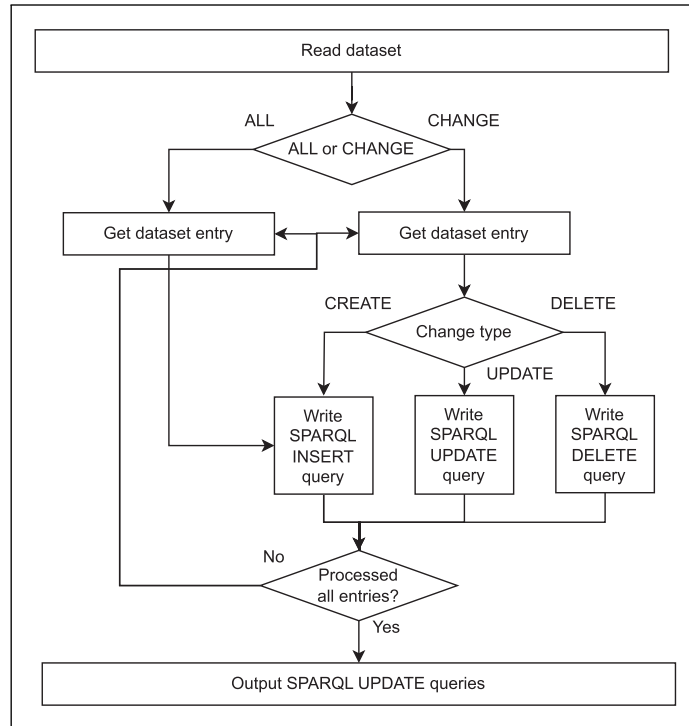 Read dataset
ALL
CHANGE
ALL or CHANGE
Get dataset entry
Get dataset entry
CREATE
DELETE
Change type
UPDATE
Write
SPARQL
INSERT
query
Write
SPARQL
UPDATE
query
Write
SPARQL
DELETE
query
No
Processed
all entries?
Yes
Output SPARQL UPDATE queries